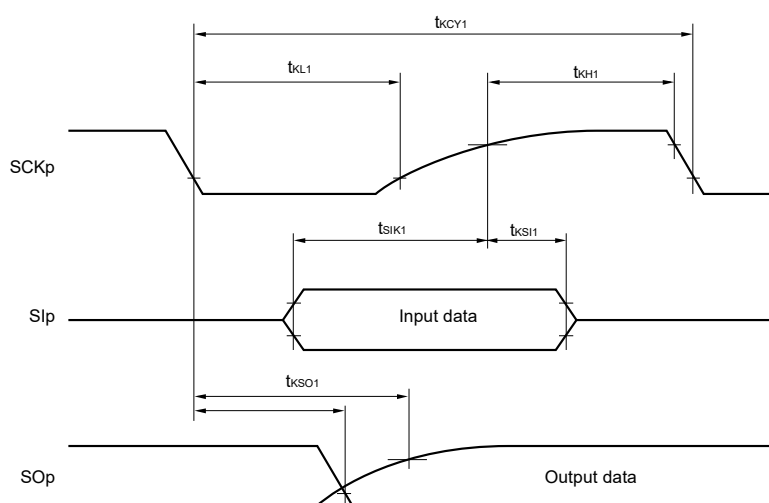 tKCY1
tKL1
tKH1
SCKp
tSIK1
tKSI1
SIp
Input data
tKSO1
SOp
Output data